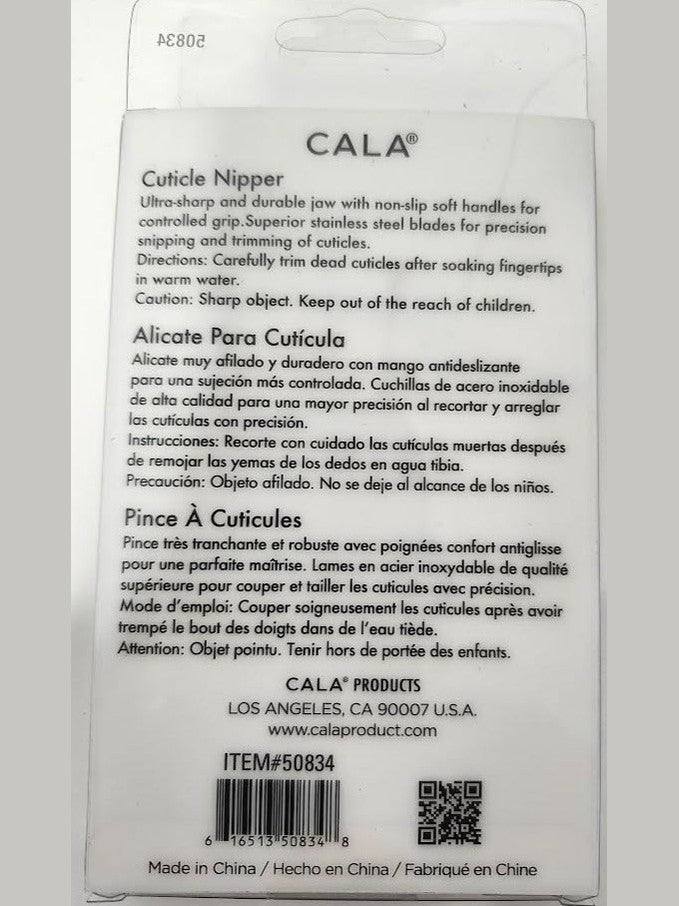 50834
CALA®
Cuticle Nipper
Ultra-sharp and durable jaw with non-slip soft handles for
controlled grip.Superior stainless steel blades for precision
snipping and trimming of cuticles.
Directions: Carefully trim dead cuticles after soaking fingertips
in warm water.
Caution: Sharp object. Keep out of the reach of children.
Alicate Para Cutícula
Alicate muy afilado y duradero con mango antideslizante
para una sujeción más controlada. Cuchillas de acero inoxidable
de alta calidad para una mayor precisión al recortar y arreglar
las cutículas con precisión.
Instrucciones: Recorte con cuidado las cutículas muertas después
de remojar las yemas de los dedos en agua tibia.
Precaución: Objeto afilado. No se deje al alcance de los niños.
Pince À Cuticules
Pince très tranchante et robuste avec poignées confort antiglisse
pour une parfaite maîtrise. Lames en acier inoxydable de qualité
supérieure pour couper et tailler les cuticules avec précision.
Mode d'emploi: Couper soigneusement les cuticules après avoir
trempé le bout des doigts dans de l'eau tiède.
Attention: Objet pointu. Tenir hors de portée des enfants.
CALA® PRODUCTS
LOS ANGELES, CA 90007 U.S.A.
www.calaproduct.com
ITEM#50834
6 16513 50834 8
Made in China / Hecho en China / Fabriqué en Chine